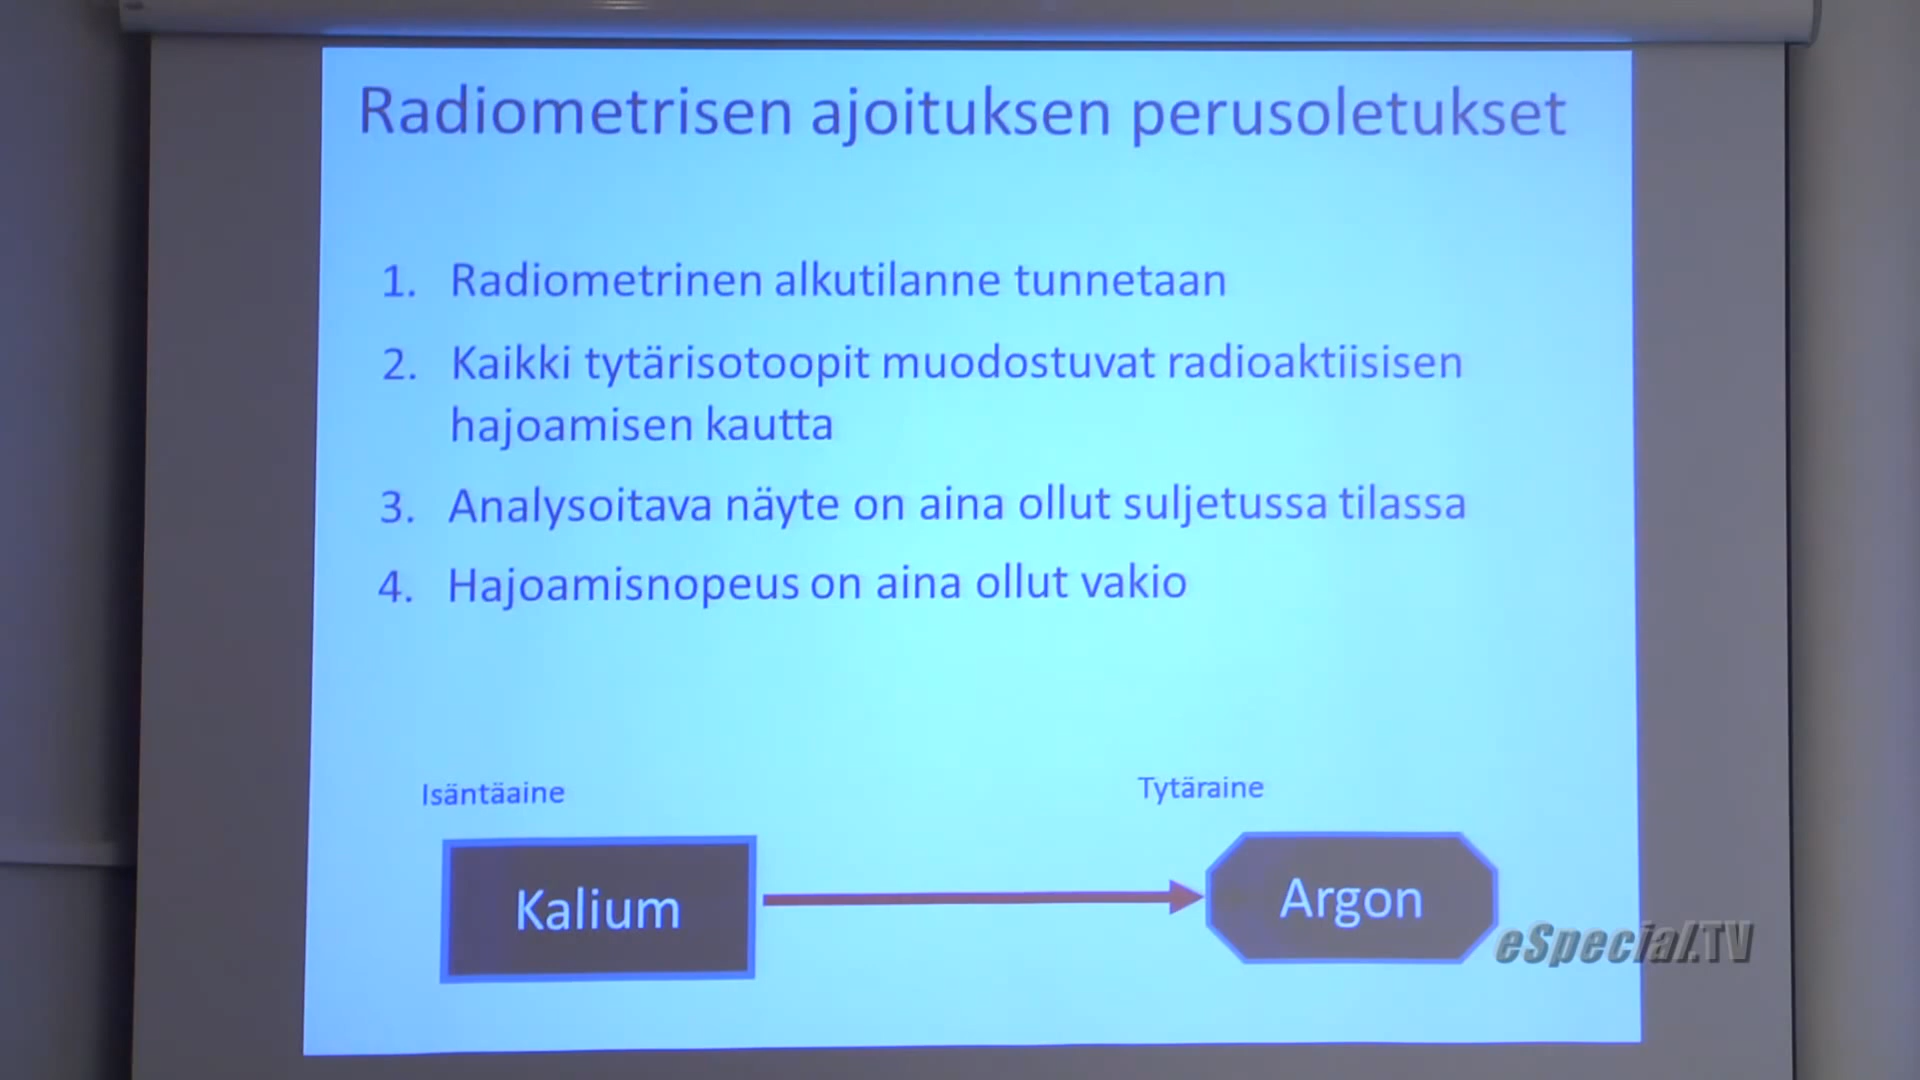 Radiometrisen ajoituksen perusoletukset
1. Radiometrinen alkutilanne tunnetaan
2. Kaikki tytärisotoopit muodostuvat radioaktiisisen
hajoamisen kautta
3. Analysoitava näyte on aina ollut suljetussa tilassa
4. Hajoamisnopeus on aina ollut vakio
Isäntäaine
Tytäraine
Kalium
Argon
eSpecial.TV